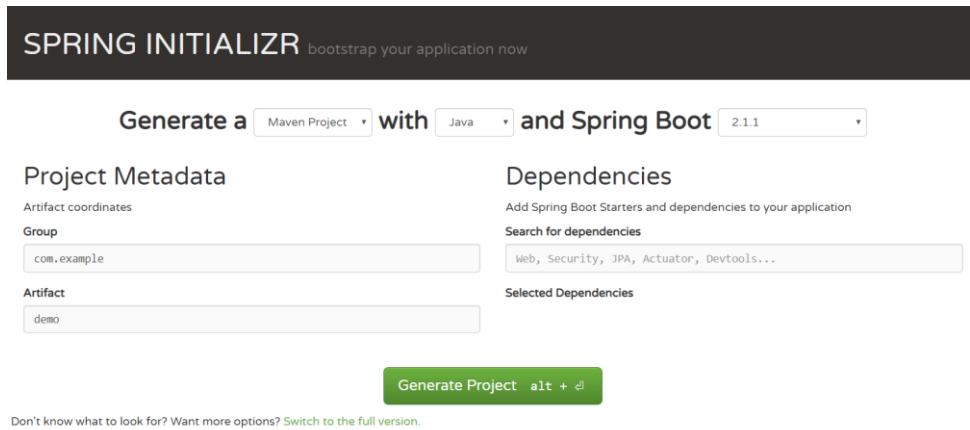 SPRING INITIALIZR bootstrap your application now
Generate a Maven Project with Java and Spring Boot 2.1.1
Project Metadata
Artifact coordinates
Group
com.example
Artifact
demo
Dependencies
Add Spring Boot Starters and dependencies to your application
Search for dependencies
Web, Security, JPA, Actuator, Devtools...
Selected Dependencies
Generate Project alt + ⏎
Don't know what to look for? Want more options? Switch to the full version.